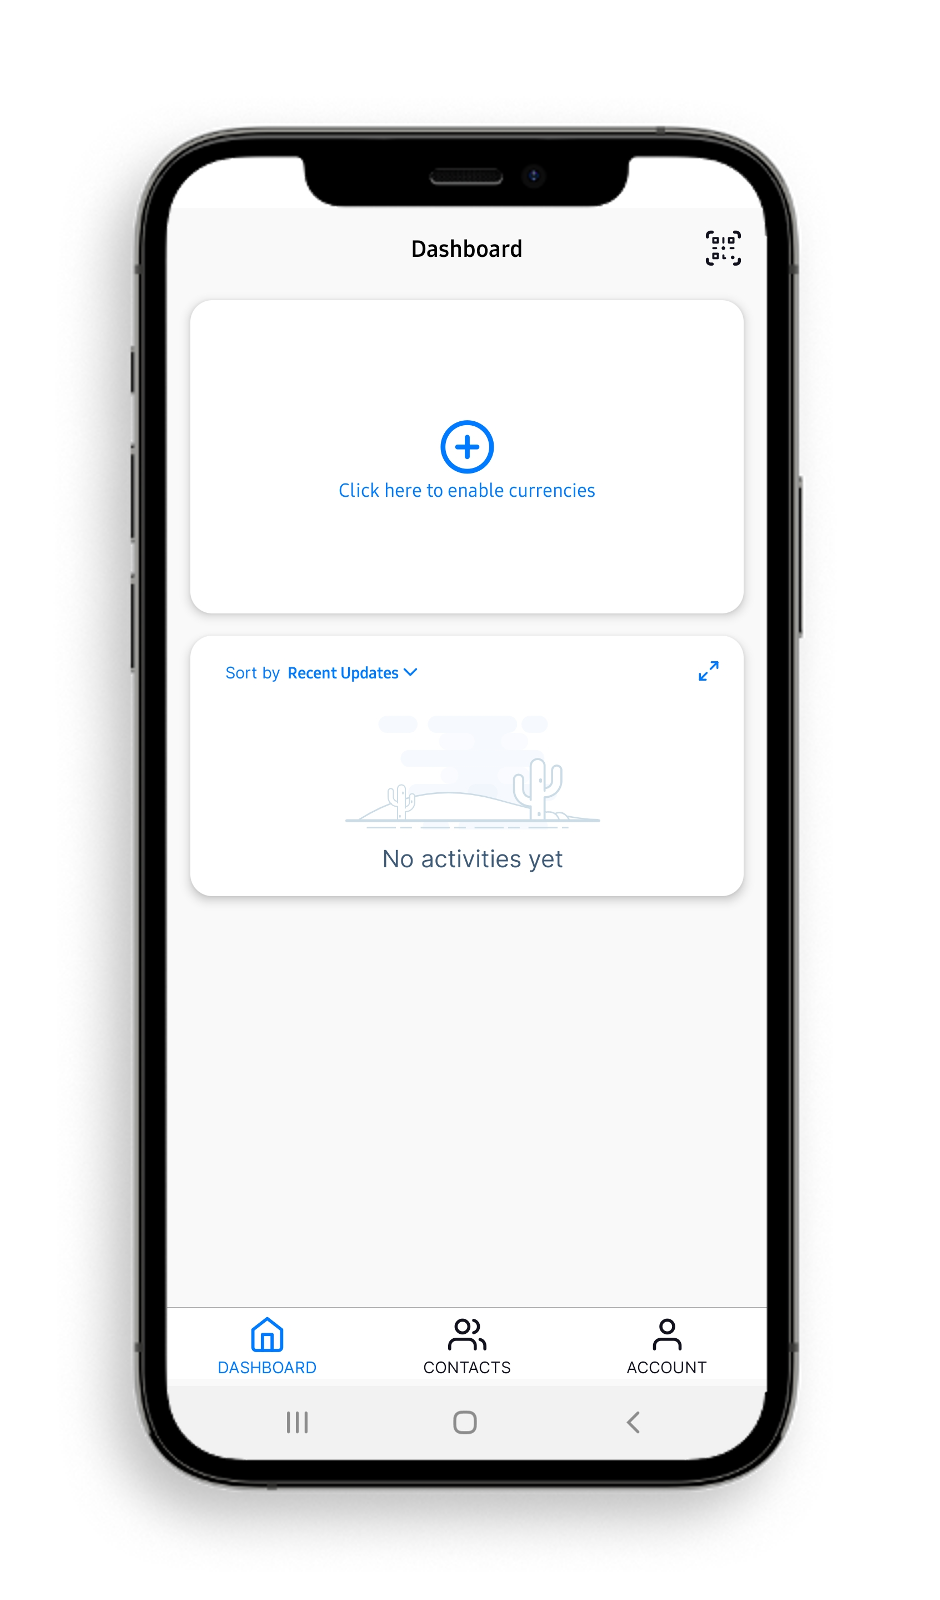 Dashboard
Click here to enable currencies
Sort by Recent Updates
No activities yet
DASHBOARD
CONTACTS
ACCOUNT